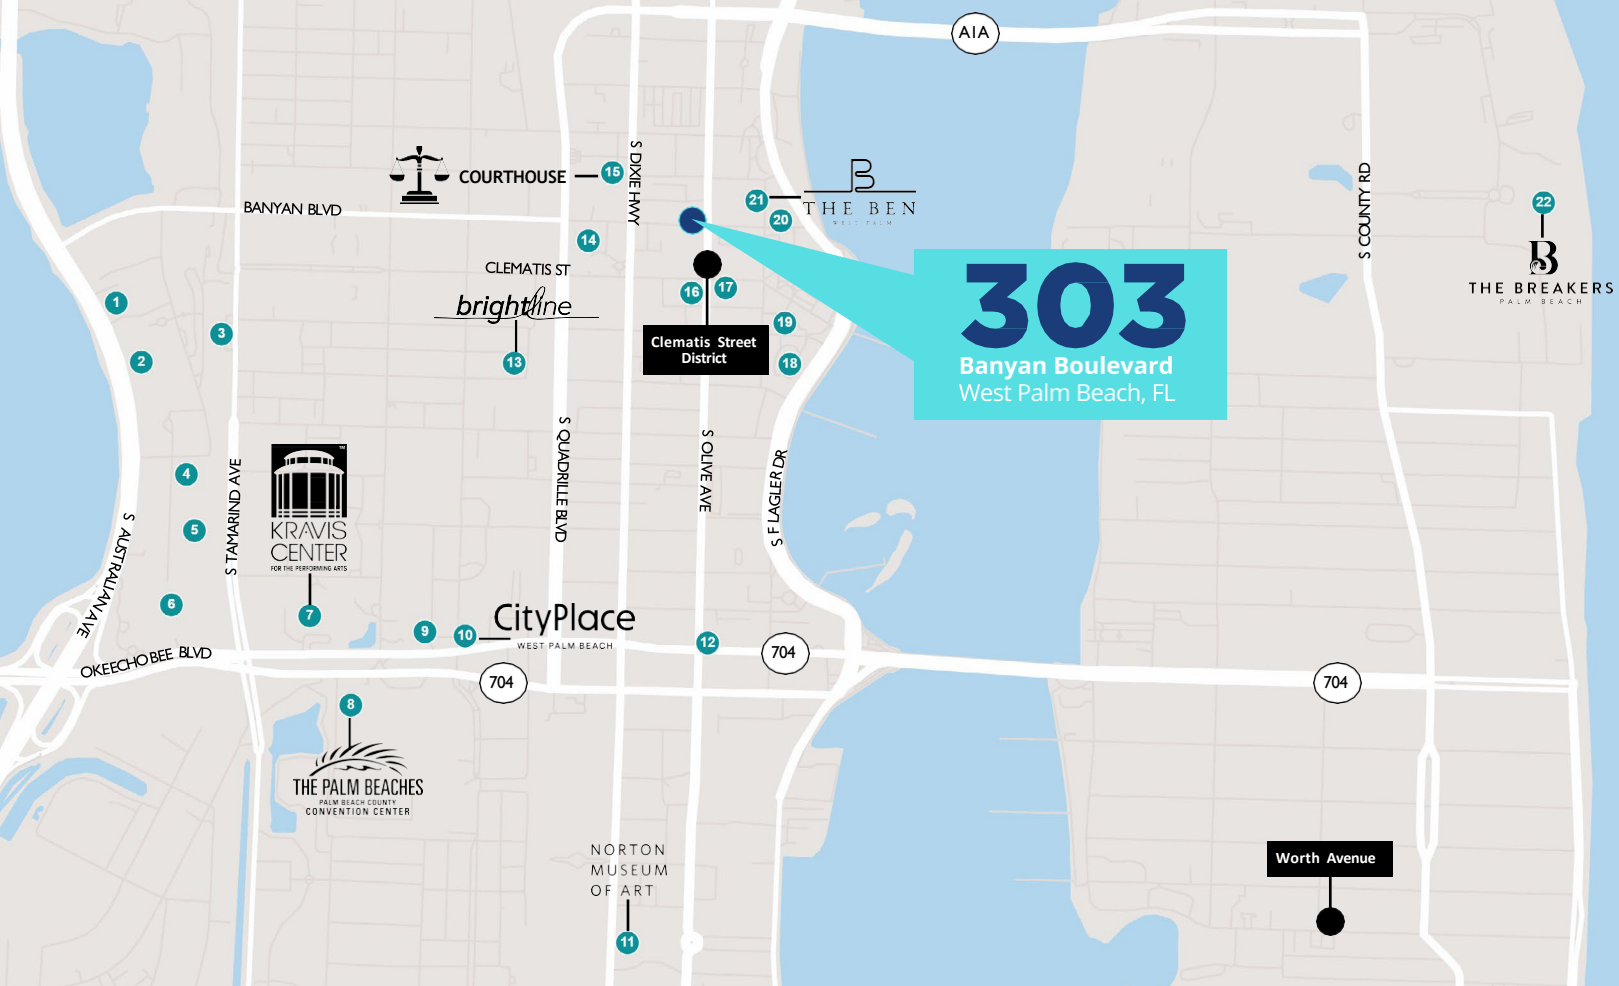 A1A
S DIXIE HWY
S COUNTY RD
15
COURTHOUSE
21
THE BEN
WEST PALM
20
22
BANYAN BLVD
14
B
THE BREAKERS
PALM BEACH
CLEMATIS ST
brightline
16
17
1
3
19
303
Banyan Boulevard
West Palm Beach, FL
Clematis Street
District
2
13
18
S QUADRILLE BLVD
S OLIVE AVE
S FLAGLER DR
4
S TAMARIND AVE
™
KRAVIS
CENTER
FOR THE PERFORMING ARTS
5
S AUSTRALIAN AVE
6
7
9
10
CityPlace
WEST PALM BEACH
12
704
OKEECHOBEE BLVD
704
704
8
THE PALM BEACHES
PALM BEACH COUNTY
CONVENTION CENTER
NORTON
MUSEUM
OF ART
11
Worth Avenue